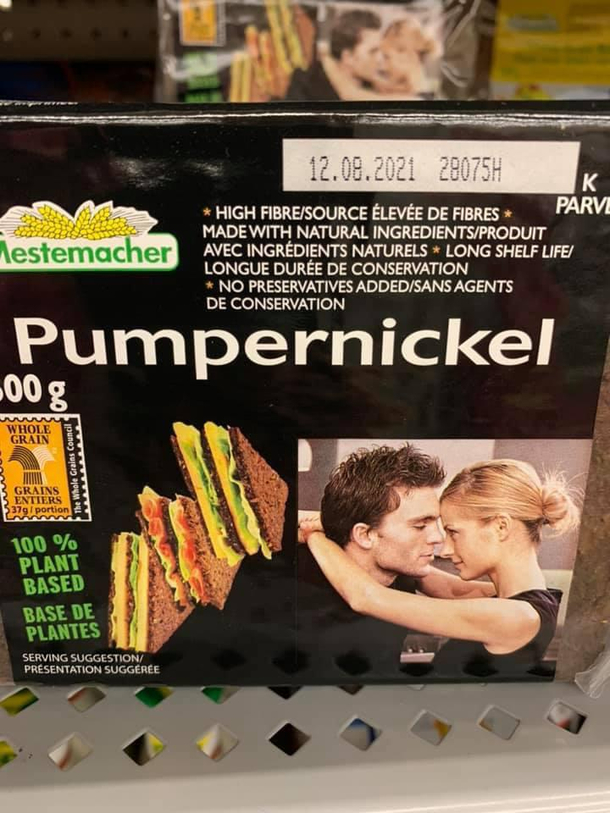 12.08.2021 28075H
K
* HIGH FIBRE/SOURCE ÉLEVÉE DE FIBRES *
MADE WITH NATURAL INGREDIENTS/PRODUIT
AVEC INGRÉDIENTS NATURELS * LONG SHELF LIFE/
LONGUE DURÉE DE CONSERVATION
* NO PRESERVATIVES ADDED/SANS AGENTS
DE CONSERVATION
Mestemacher
Pumpernickel
00 g
WHOLE
GRAIN
GRAINS
ENTIERS
37g/portion
The Whole Grains Council
100 %
PLANT
BASED
BASE DE
PLANTES
SERVING SUGGESTION/
PRÉSENTATION SUGGÉRÉE